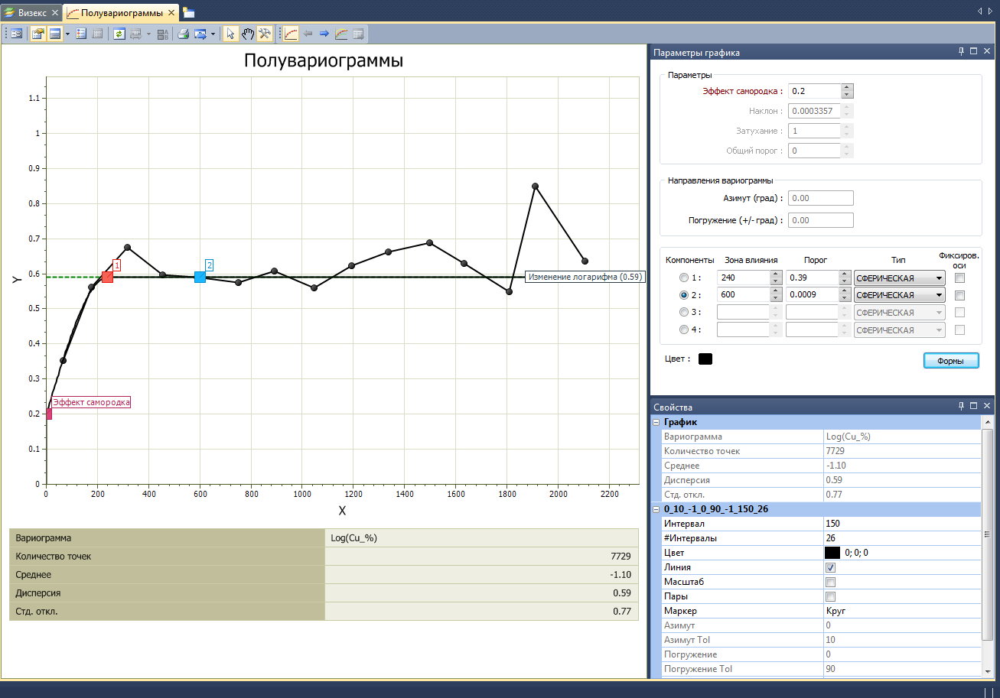 Визекс
Полувариограммы
Полувариограммы
1.1
1
0.9
0.8
0.7
0.6
0.5
0.4
0.3
0.2
0.1
0
Y
1
2
Изменение логарифма (0.59)
Эффект самородка
0 200 400 600 800 1000 1200 1400 1600 1800 2000 2200
X
Вариограмма Log(Cu_%)
Количество точек 7729
Среднее -1.10
Дисперсия 0.59
Стд. откл. 0.77
Параметры графика
Параметры
Эффект самородка : 0.2
Наклон : 0.0003357
Затухание : 1
Общий порог : 0
Направления вариограммы
Азимут (град) : 0.00
Погружение (+/- град) : 0.00
Компоненты Зона влияния Порог Тип Фиксиров. оси
1 : 240 0.39 СФЕРИЧЕСКАЯ
2 : 600 0.0009 СФЕРИЧЕСКАЯ
3 : СФЕРИЧЕСКАЯ
4 : СФЕРИЧЕСКАЯ
Цвет :
Формы
Свойства
График
Вариограмма Log(Cu_%)
Количество точек 7729
Среднее -1.10
Дисперсия 0.59
Стд. откл. 0.77
0_10_-1_0_90_-1_150_26
Интервал 150
#Интервалы 26
Цвет 0; 0; 0
Линия
Масштаб
Пары
Маркер Круг
Азимут 0
Азимут Tol 10
Погружение 0
Погружение Tol 90